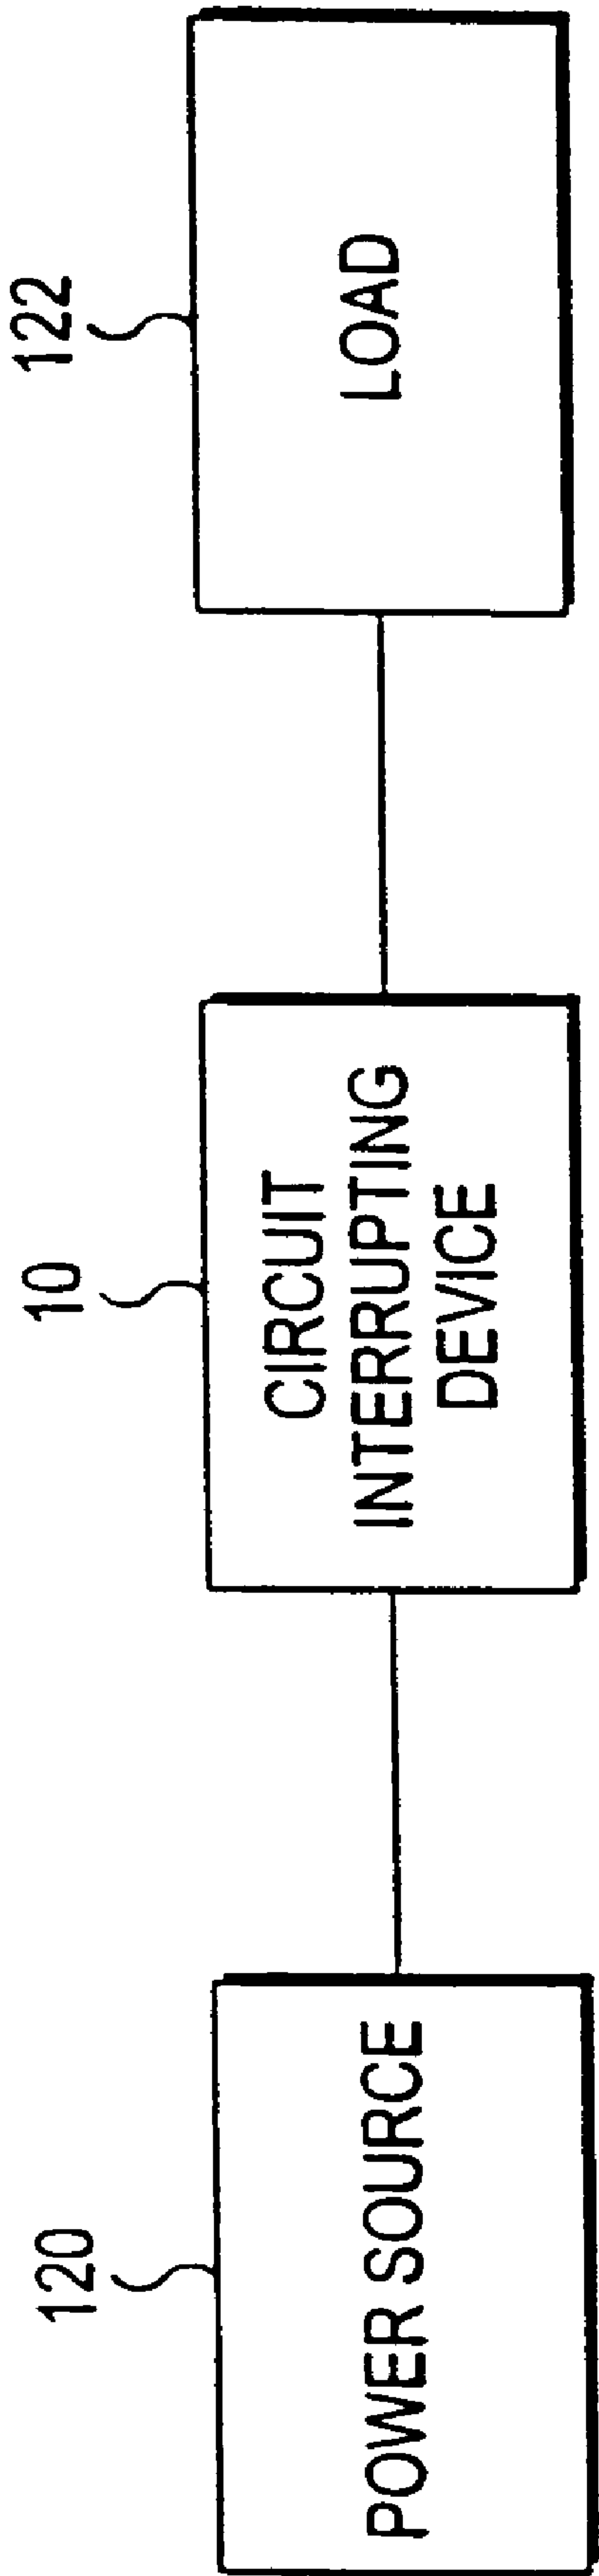 120
10
122
POWER SOURCE
CIRCUIT
INTERRUPTING
DEVICE
LOAD